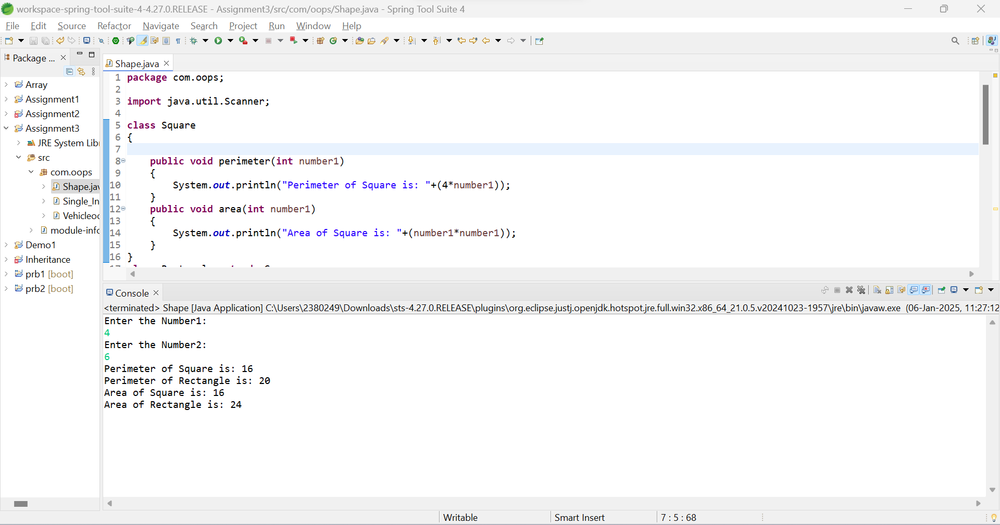 workspace-spring-tool-suite-4-4.27.0.RELEASE - Assignment3/src/com/oops/Shape.java - Spring Tool Suite 4
File Edit Source Refactor Navigate Search Project Run Window Help
Package ...
Array
Assignment1
Assignment2
Assignment3
JRE System Libr
src
com.oops
Shape.jav
Single_In
Vehicleoo
module-info
Demo1
Inheritance
prb1 [boot]
prb2 [boot]
Shape.java
1 package com.oops;
2
3 import java.util.Scanner;
4
5 class Square
6 {
7
8 public void perimeter(int number1)
9 {
10 System.out.println("Perimeter of Square is: "+(4*number1));
11 }
12 public void area(int number1)
13 {
14 System.out.println("Area of Square is: "+(number1*number1));
15 }
16 }
Console
<terminated> Shape [Java Application] C:\Users\2380249\Downloads\sts-4.27.0.RELEASE\plugins\org.eclipse.justj.openjdk.hotspot.jre.full.win32.x86_64_21.0.5.v20241023-1957\jre\bin\javaw.exe (06-Jan-2025, 11:27:12
Enter the Number1:
4
Enter the Number2:
6
Perimeter of Square is: 16
Perimeter of Rectangle is: 20
Area of Square is: 16
Area of Rectangle is: 24
Writable Smart Insert 7 : 5 : 68